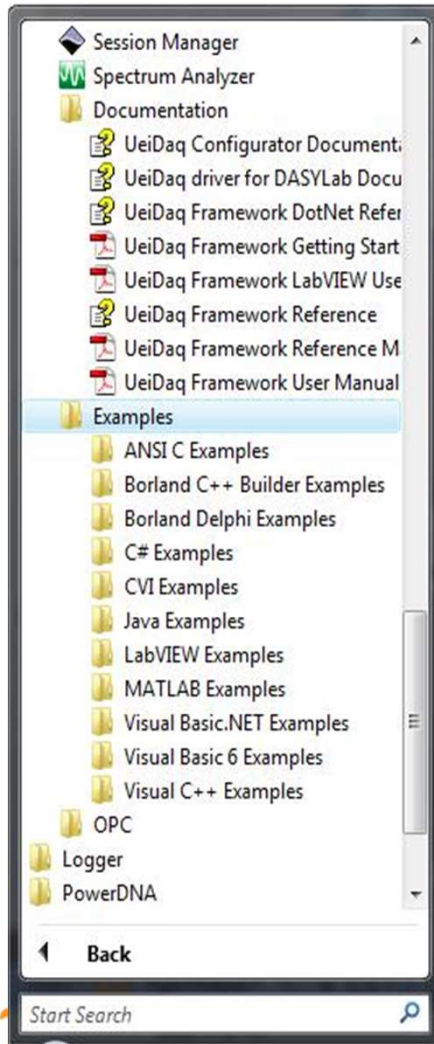 Session Manager
Spectrum Analyzer
Documentation
UeiDaq Configurator Documenta
UeiDaq driver for DASYLab Docu
UeiDaq Framework DotNet Refer
UeiDaq Framework Getting Start
UeiDaq Framework LabVIEW Use
UeiDaq Framework Reference
UeiDaq Framework Reference M
UeiDaq Framework User Manual
Examples
ANSI C Examples
Borland C++ Builder Examples
Borland Delphi Examples
C# Examples
CVI Examples
Java Examples
LabVIEW Examples
MATLAB Examples
Visual Basic.NET Examples
Visual Basic 6 Examples
Visual C++ Examples
OPC
Logger
PowerDNA
Back
Start Search